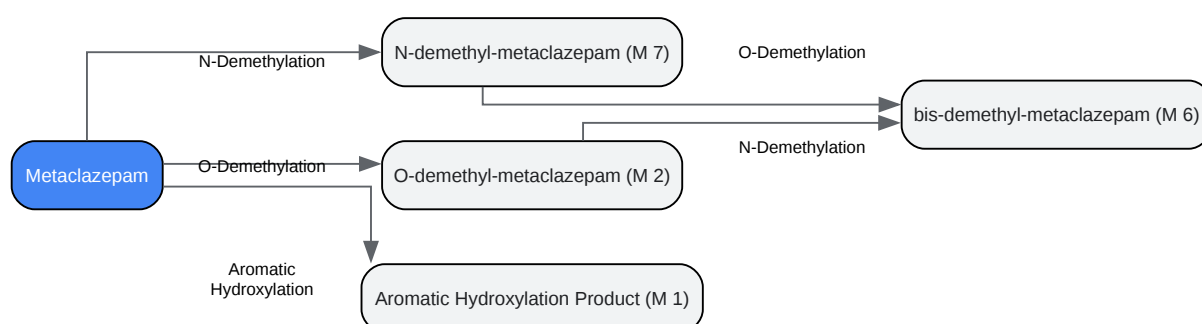 N-demethyl-metaclazepam (M 7)
O-Demethylation
N-Demethylation
bis-demethyl-metaclazepam (M 6)
N-Demethylation
Metaclazepam
O-Demethylation
O-demethyl-metaclazepam (M 2)
Aromatic
Hydroxylation
Aromatic Hydroxylation Product (M 1)